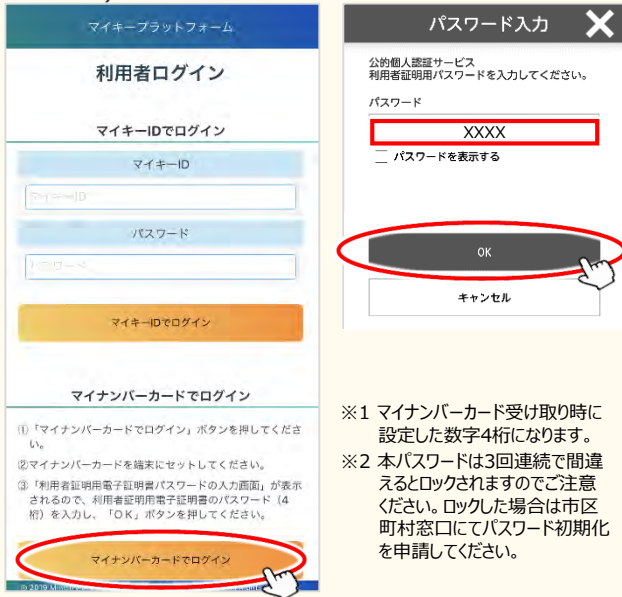 マイキープラットフォーム
利用者ログイン
マイキーIDでログイン
マイキーID
マイキーID
パスワード
パスワード
マイキーIDでログイン
マイナンバーカードでログイン
①「マイナンバーカードでログイン」ボタンを押してくださ
い。
②マイナンバーカードを端末にセットしてください。
③「利用者証明用電子証明書パスワードの入力画面」が表示
されるので、利用者証明用電子証明書のパスワード（4
桁）を入力し、「OK」ボタンを押してください。
マイナンバーカードでログイン
© 2019
パスワード入力
公的個人認証サービス
利用者証明用パスワードを入力してください。
パスワード
XXXX
パスワードを表示する
OK
キャンセル
※1 マイナンバーカード受け取り時に
設定した数字4桁になります。
※2 本パスワードは3回連続で間違
えるとロックされますのでご注意
ください。ロックした場合は市区
町村窓口にてパスワード初期化
を申請してください。